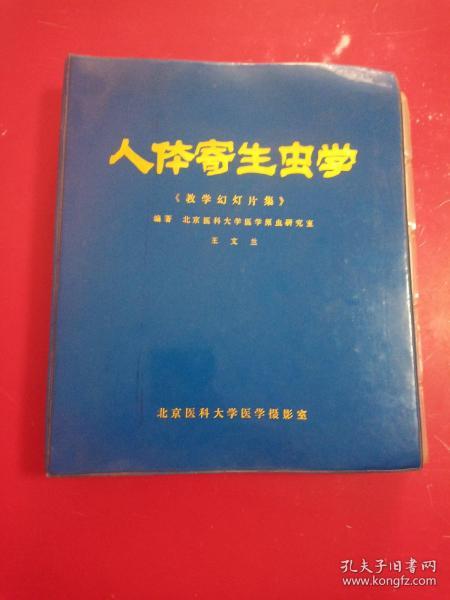 人体寄生虫学
《教学幻灯片集》
编著 北京医科大学医学原虫研究室
王文兰
北京医科大学医学摄影室
孔夫子旧书网
www.kongfz.com